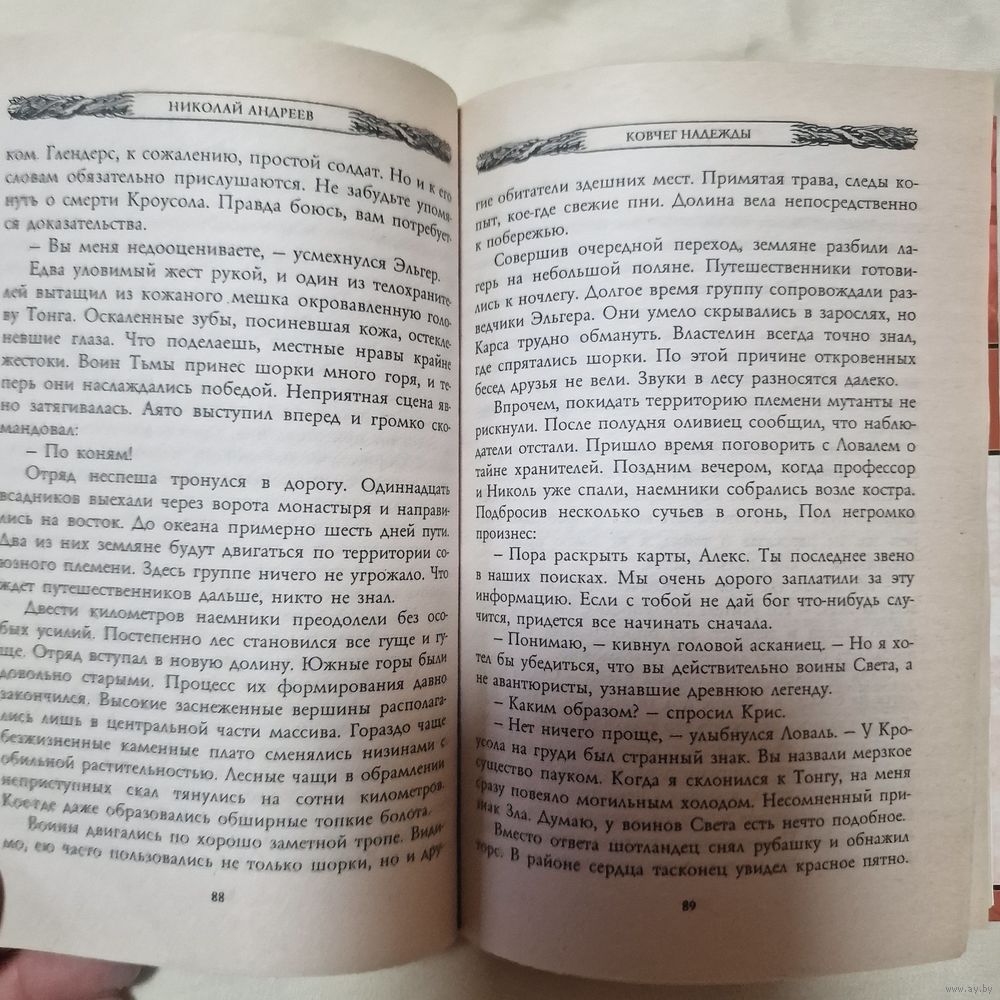 НИКОЛАЙ АНДРЕЕВ
ком. Глендерс, к сожалению, простой солдат. Но и к его
словам обязательно прислушаются. Не забудьте упомя-
нуть о смерти Кроусола. Правда боюсь, вам потребует-
ся доказательства.
– Вы меня недооцениваете, – усмехнулся Эльгер.
Едва уловимый жест рукой, и один из телохраните-
лей вытащил из кожаного мешка окровавленную голо-
ву Тонга. Оскаленные зубы, посиневшая кожа, остекле-
невшие глаза. Что поделаешь, местные нравы крайне
жестоки. Воин Тьмы принес шорки много горя, и те-
перь они наслаждались победой. Неприятная сцена яв-
но затягивалась. Аято выступил вперед и громко ско-
мандовал:
– По коням!
Отряд неспеша тронулся в дорогу. Одиннадцать
всадников выехали через ворота монастыря и направи-
лись на восток. До океана примерно шесть дней пути.
Два из них земляне будут двигаться по территории со-
юзного племени. Здесь группе ничего не угрожало. Что
ждет путешественников дальше, никто не знал.
Двести километров наемники преодолели без осо-
бых усилий. Постепенно лес становился все гуще и гу-
ще. Отряд вступал в новую долину. Южные горы были
довольно старыми. Процесс их формирования давно
закончился. Высокие заснеженные вершины располага-
лись лишь в центральной части массива. Гораздо чаще
безжизненные каменные плато сменялись низинами с
обильной растительностью. Лесные чащи в обрамлении
неприступных скал тянулись на сотни километров.
Кое-где даже образовались обширные топкие болота.
Воины двигались по хорошо заметной тропе. Види-
мо, ею часто пользовались не только шорки, но и дру-
88
КОВЧЕГ НАДЕЖДЫ
гие обитатели здешних мест. Примятая трава, следы ко-
пыт, кое-где свежие пни. Долина вела непосредственно
к побережью.
Совершив очередной переход, земляне разбили ла-
герь на небольшой поляне. Путешественники готови-
лись к ночлегу. Долгое время группу сопровождали раз-
ведчики Эльгера. Они умело скрывались в зарослях, но
Карса трудно обмануть. Властелин всегда точно знал,
где спрятались шорки. По этой причине откровенных
бесед друзья не вели. Звуки в лесу разносятся далеко.
Впрочем, покидать территорию племени мутанты не
рискнули. После полудня оливиец сообщил, что наблю-
датели отстали. Пришло время поговорить с Ловалем о
тайне хранителей. Поздним вечером, когда профессор
и Николь уже спали, наемники собрались возле костра.
Подбросив несколько сучьев в огонь, Пол негромко
произнес:
– Пора раскрыть карты, Алекс. Ты последнее звено
в наших поисках. Мы очень дорого заплатили за эту
информацию. Если с тобой не дай бог что-нибудь слу-
чится, придется все начинать сначала.
– Понимаю, – кивнул головой асканиец. – Но я хо-
тел бы убедиться, что вы действительно воины Света, а
не авантюристы, узнавшие древнюю легенду.
– Каким образом? – спросил Крис.
– Нет ничего проще, – улыбнулся Ловаль. – У Кро-
усола на груди был странный знак. Вы назвали мерзкое
существо пауком. Когда я склонился к Тонгу, на меня
сразу повеяло могильным холодом. Несомненный при-
знак Зла. Думаю, у воинов Света есть нечто подобное.
Вместо ответа шотландец снял рубашку и обнажил
торс. В районе сердца тасконец увидел красное пятно.
89
www.ay.by